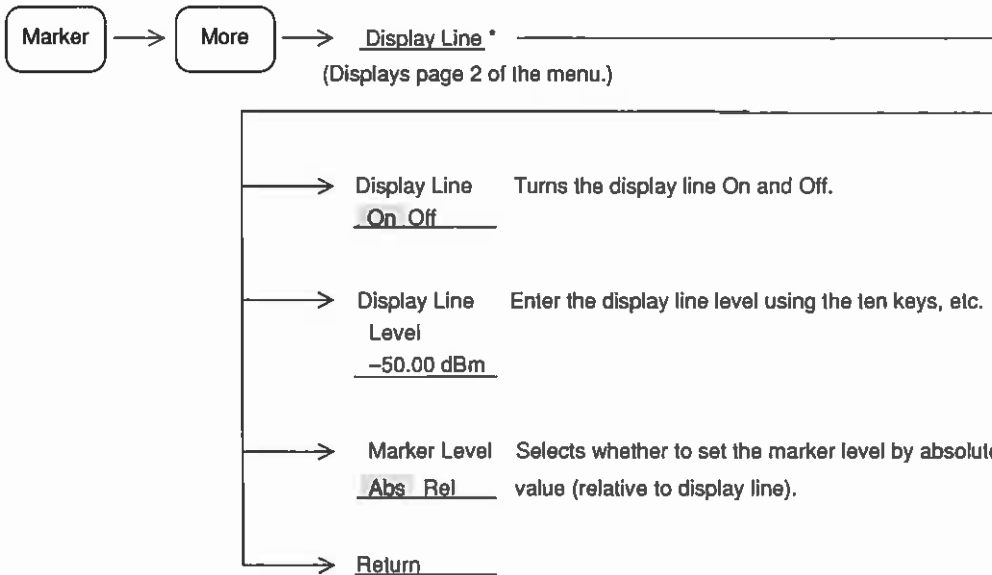 Marker More Display Line *
(Displays page 2 of the menu.)
Display Line Turns the display line On and Off.
On Off
Display Line Enter the display line level using the ten keys, etc.
Level
−50.00 dBm
Marker Level Selects whether to set the marker level by absolute
Abs Rel value (relative to display line).
Return